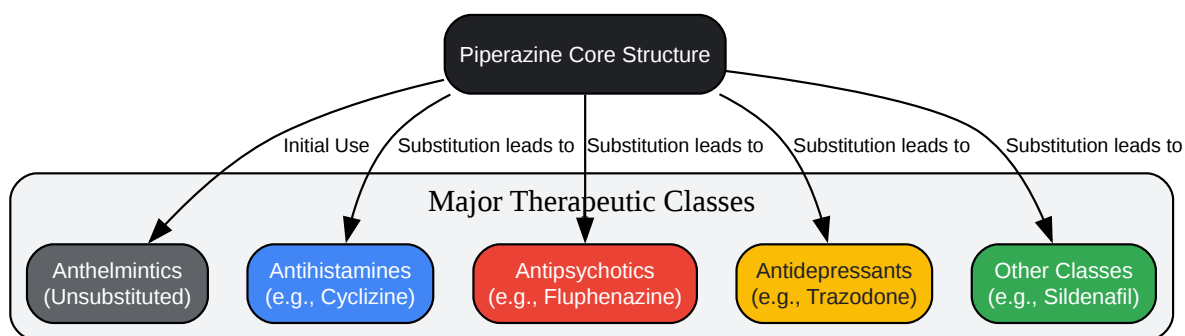 Piperazine Core Structure
Initial Use
Substitution leads to
Substitution leads to
Substitution leads to
Substitution leads to
Major Therapeutic Classes
Anthelmintics
(Unsubstituted)
Antihistamines
(e.g., Cyclizine)
Antipsychotics
(e.g., Fluphenazine)
Antidepressants
(e.g., Trazodone)
Other Classes
(e.g., Sildenafil)